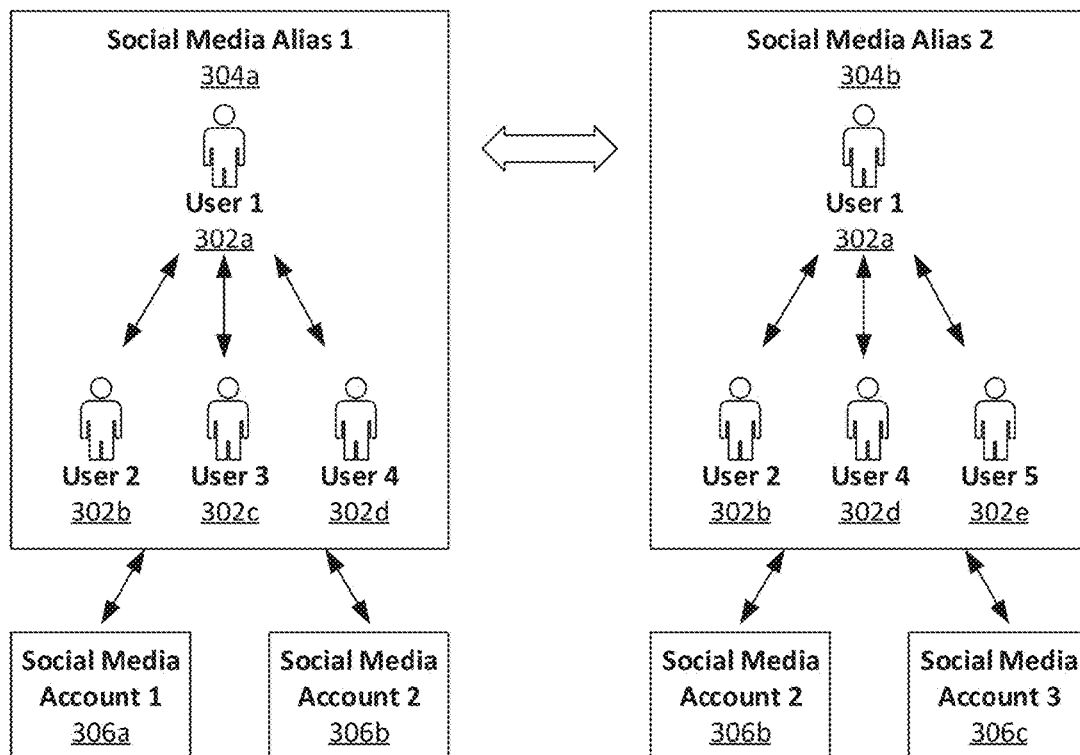 Social Media Alias 1
304a
User 1
302a
User 2
302b
User 3
302c
User 4
302d
Social Media Account 1
306a
Social Media Account 2
306b
Social Media Alias 2
304b
User 1
302a
User 2
302b
User 4
302d
User 5
302e
Social Media
Account 2
306b
Social Media
Account 3
306c